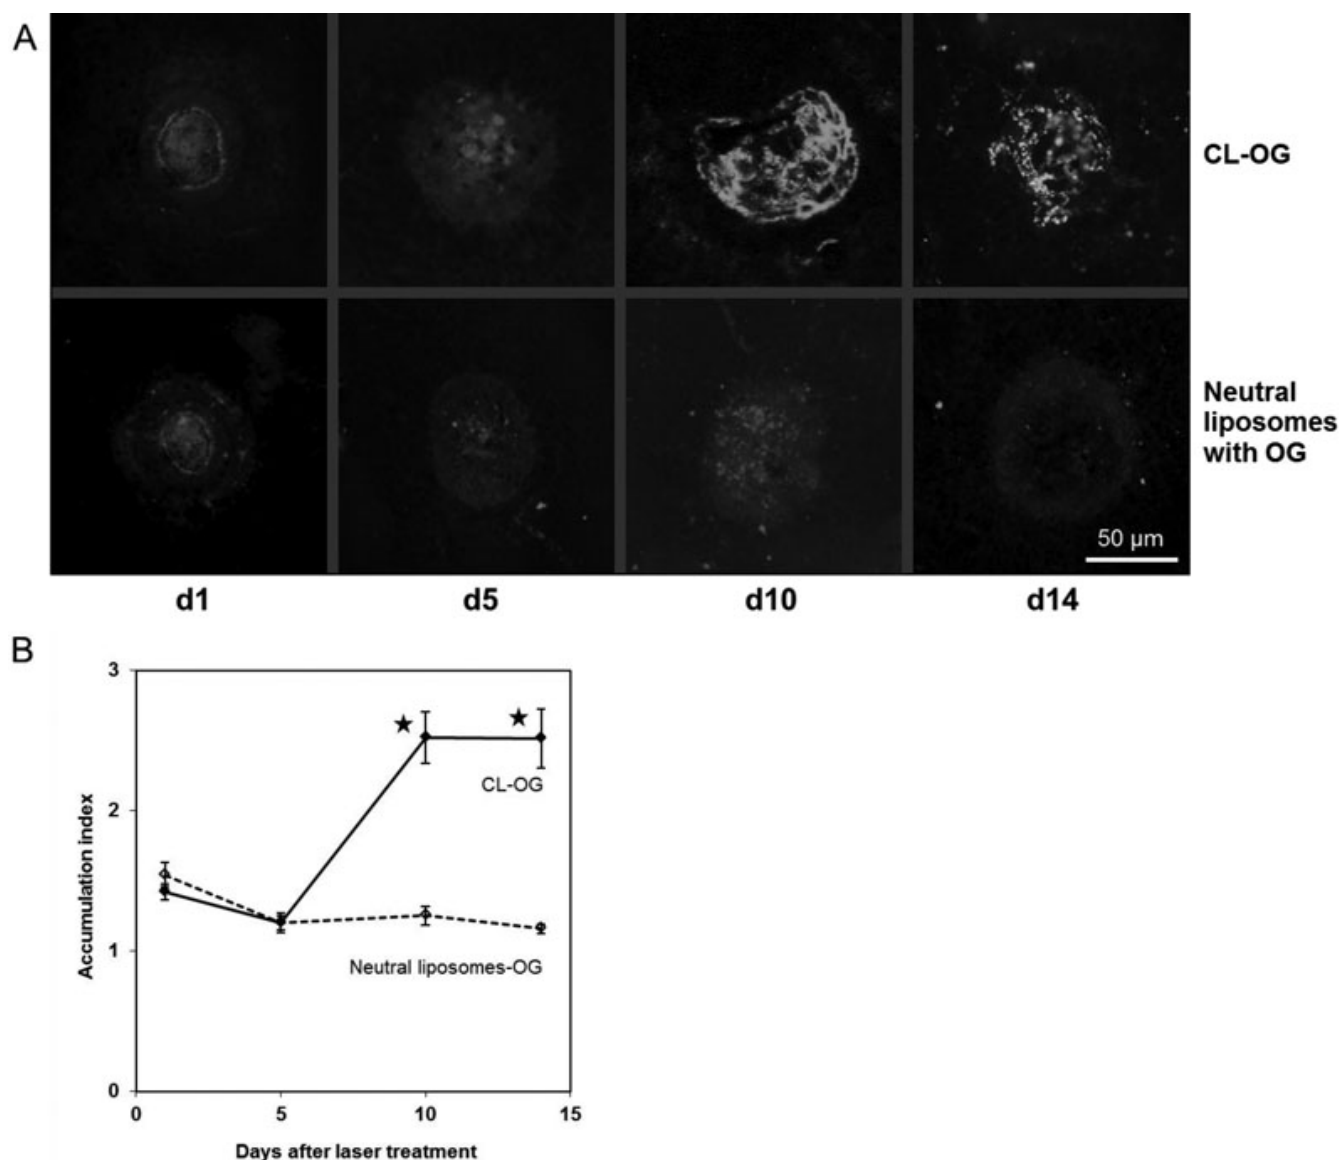 A
CL-OG
Neutral
liposomes
with OG
50 µm
d1 d5 d10 d14
B
3
2
1
0
Accumulation index
CL-OG
Neutral liposomes-OG
0 5 10 15
Days after laser treatment